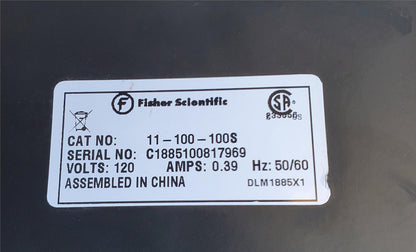 Fisher Scientific
CSA
CAT NO: 11-100-100S
SERIAL NO: C1885100817969
VOLTS: 120 AMPS: 0.39 Hz: 50/60
ASSEMBLED IN CHINA DLM1885X1